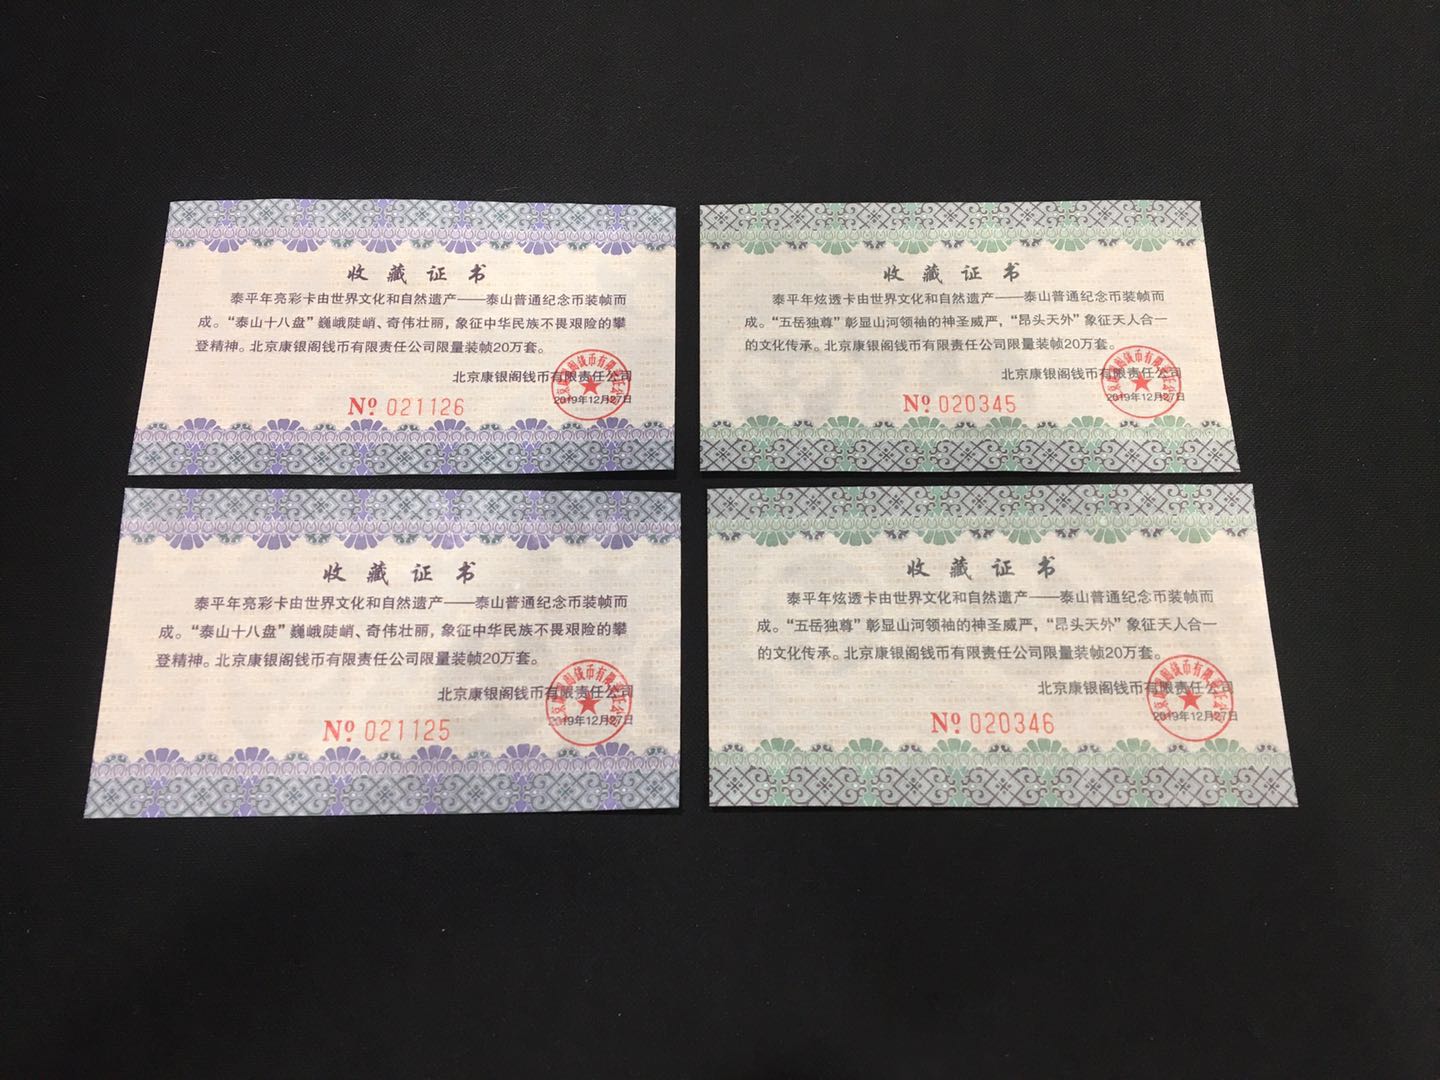 收藏证书
泰平年亮彩卡由世界文化和自然遗产——泰山普通纪念币装帧而
成。“泰山十八盘”巍峨陡峭、奇伟壮丽，象征中华民族不畏艰险的攀
登精神。北京康银阁钱币有限责任公司限量装帧20万套。
北京康银阁钱币有限责任公司
2019年12月27日
No 021126
收藏证书
泰平年炫透卡由世界文化和自然遗产——泰山普通纪念币装帧而
成。“五岳独尊”彰显山河领袖的神圣威严，“昂头天外”象征天人合一
的文化传承。北京康银阁钱币有限责任公司限量装帧20万套。
北京康银阁钱币有限责任公司
2019年12月27日
No 020345
收藏证书
泰平年亮彩卡由世界文化和自然遗产——泰山普通纪念币装帧而
成。“泰山十八盘”巍峨陡峭、奇伟壮丽，象征中华民族不畏艰险的攀
登精神。北京康银阁钱币有限责任公司限量装帧20万套。
北京康银阁钱币有限责任公司
2019年12月27日
No 021125
收藏证书
泰平年炫透卡由世界文化和自然遗产——泰山普通纪念币装帧而
成。“五岳独尊”彰显山河领袖的神圣威严，“昂头天外”象征天人合一
的文化传承。北京康银阁钱币有限责任公司限量装帧20万套。
北京康银阁钱币有限责任公司
2019年12月27日
No 020346